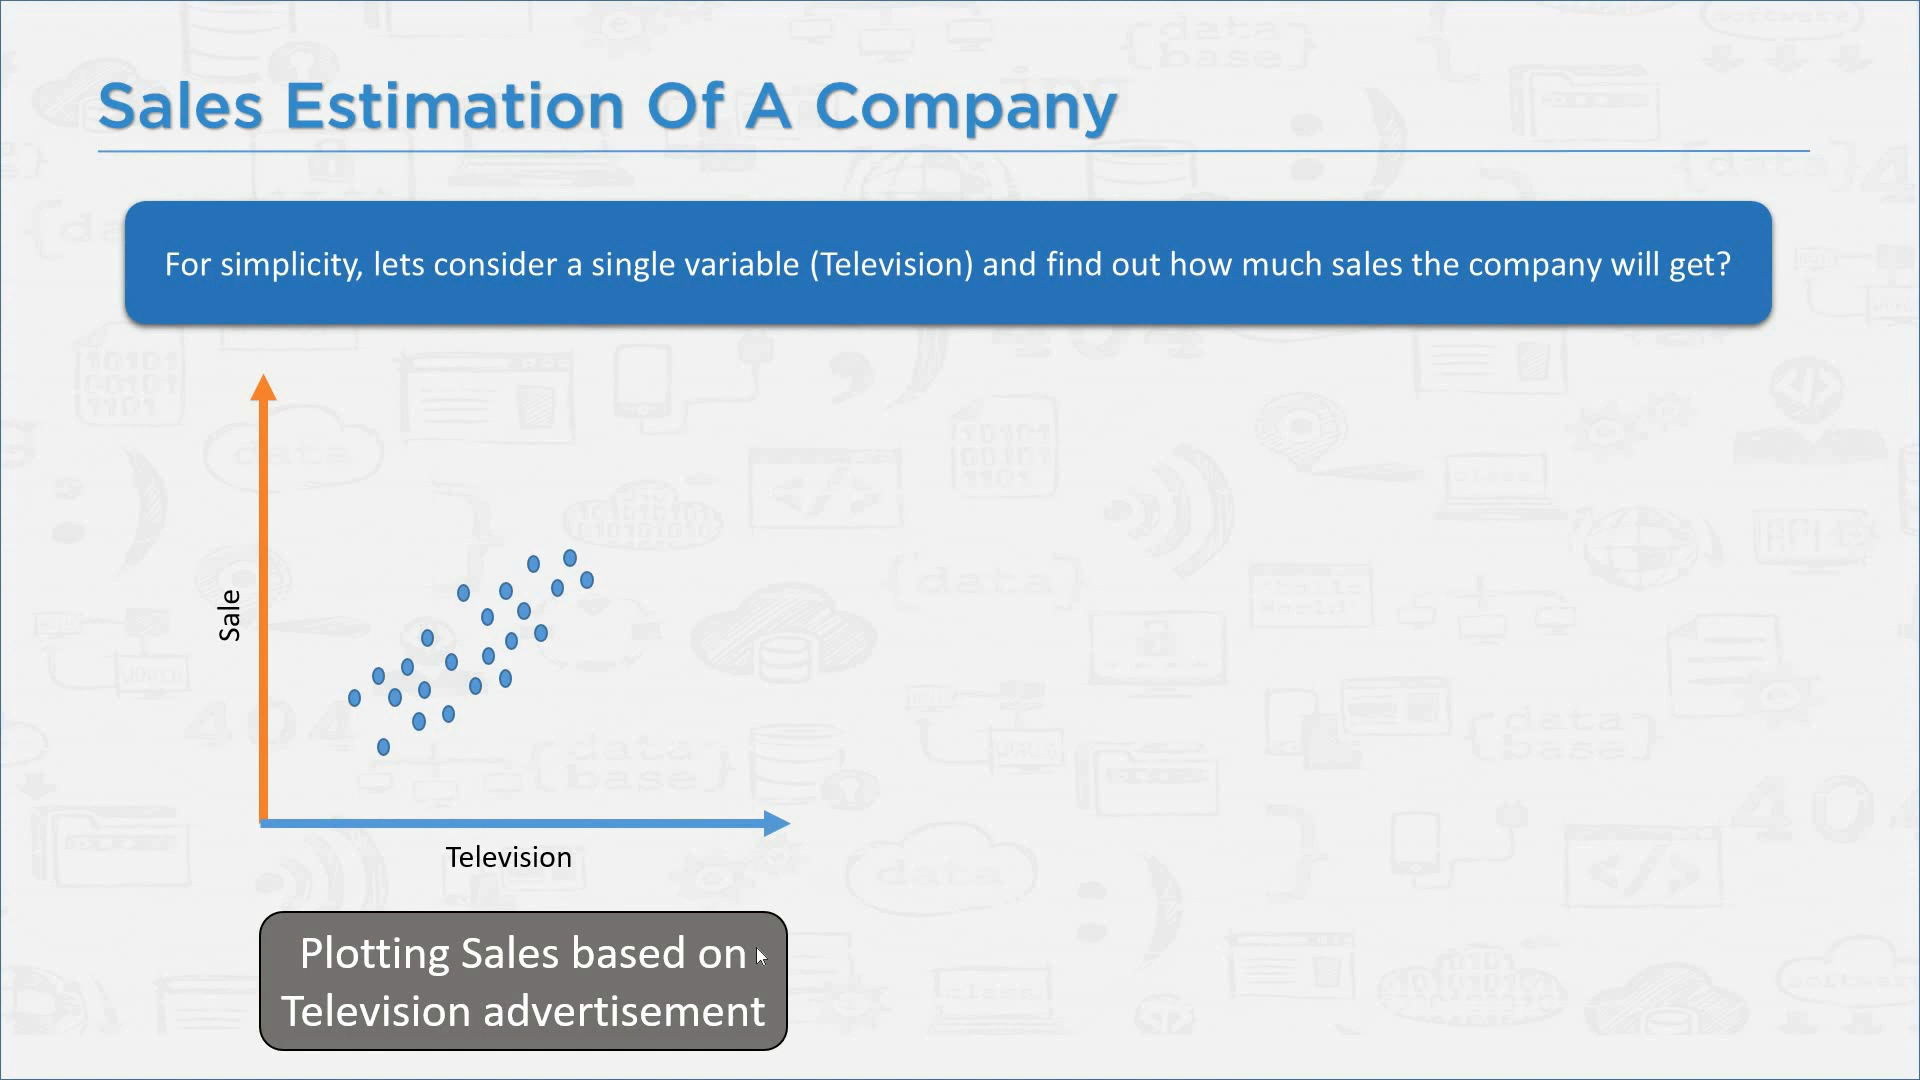 Sales Estimation Of A Company
For simplicity, lets consider a single variable (Television) and find out how much sales the company will get?
Sale
Television
Plotting Sales based on
Television advertisement